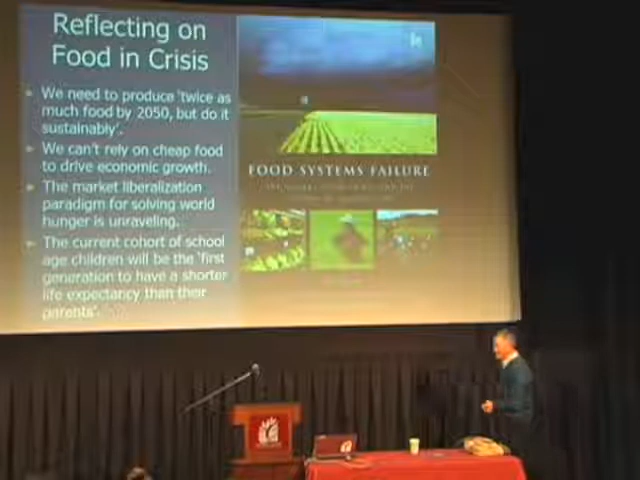 Reflecting on
Food in Crisis
We need to produce 'twice as
much food by 2050, but do it
sustainably'.
We can't rely on cheap food
to drive economic growth.
The market liberalization
paradigm for solving world
hunger is unraveling.
The current cohort of school
age children will be the 'first
generation to have a shorter
life expectancy than their
parents'.
FOOD SYSTEMS FAILURE